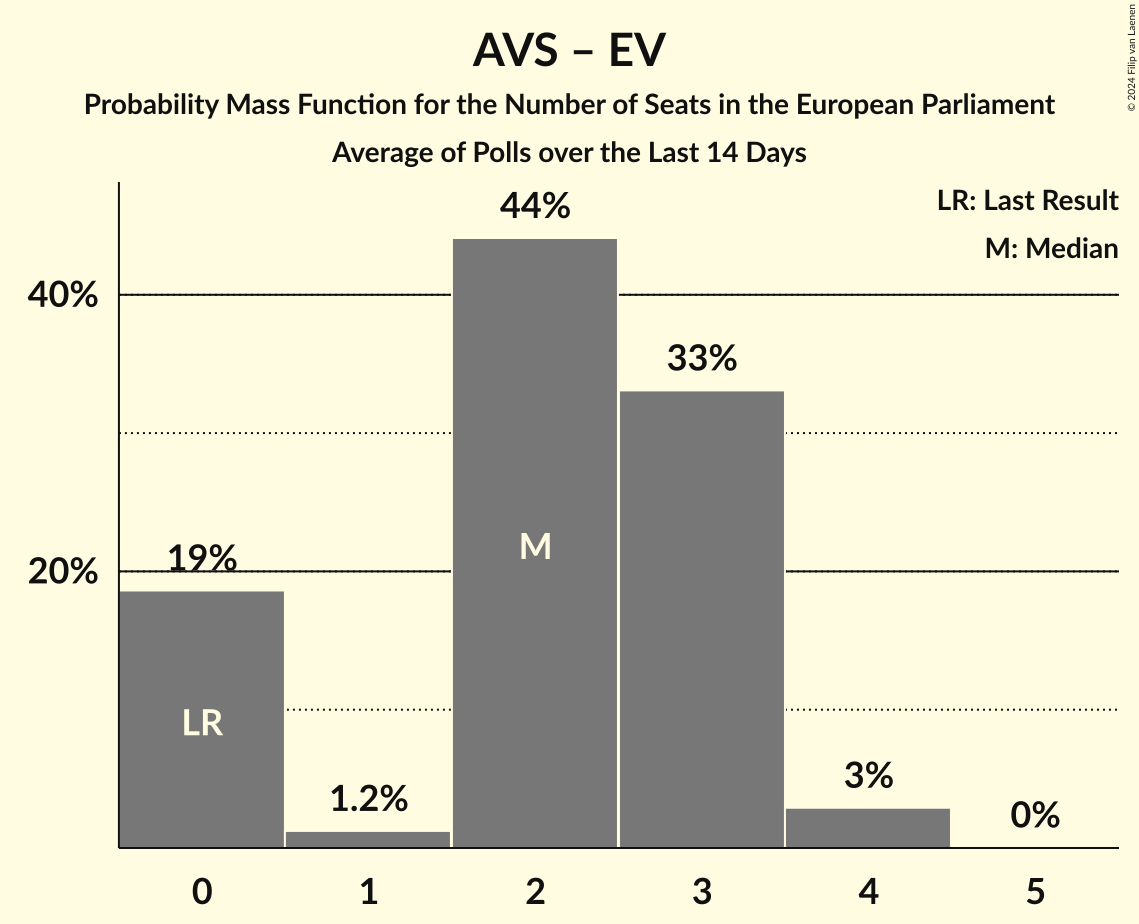 AVS – EV
Probability Mass Function for the Number of Seats in the European Parliament
Average of Polls over the Last 14 Days
© 2024 Filip van Laenen
LR: Last Result
M: Median
44%
40%
33%
M
19%
20%
LR
1.2%
3%
0%
0 1 2 3 4 5